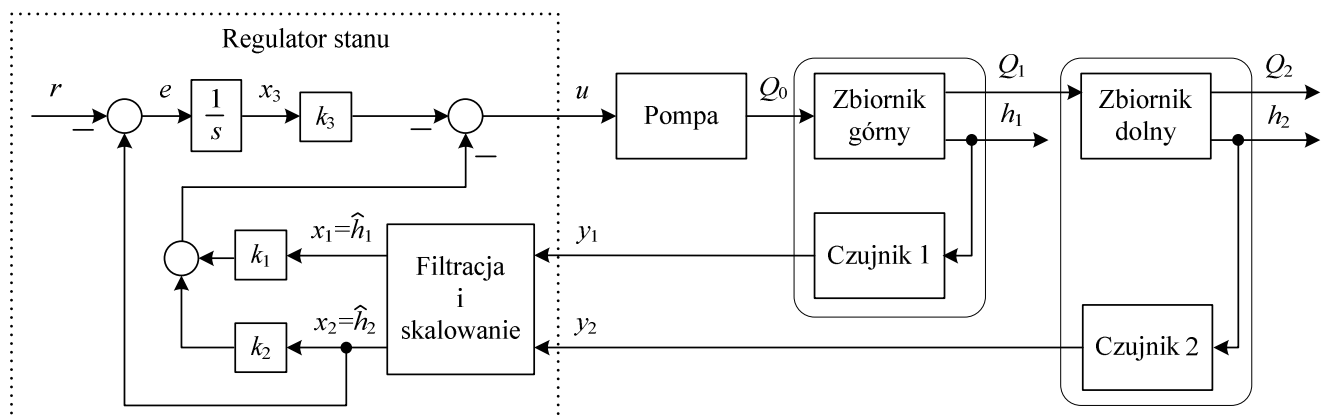 Regulator stanu
r
e
1
s
x3
k3
u
Pompa
Q0
Zbiornik
górny
Q1
h1
Zbiornik
dolny
Q2
h2
k1
x1=ĥ1
Filtracja
i
skalowanie
y1
Czujnik 1
k2
x2=ĥ2
y2
Czujnik 2